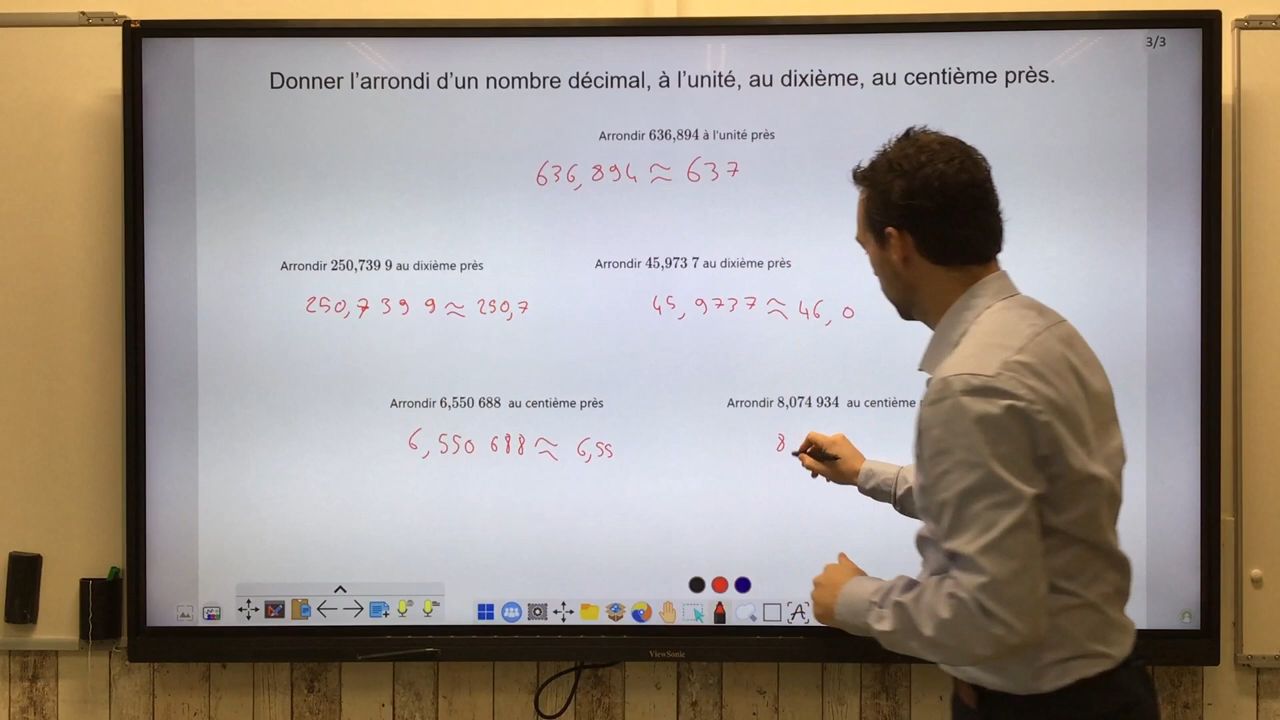 3/3
Donner l'arrondi d'un nombre décimal, à l'unité, au dixième, au centième près.
Arrondir 636,894 à l'unité près
636,894 ≈ 637
Arrondir 250,739 9 au dixième près
250,739 9 ≈ 250,7
Arrondir 45,973 7 au dixième près
45,9737 ≈ 46,0
Arrondir 6,550 688 au centième près
6,550 688 ≈ 6,55
Arrondir 8,074 934 au centième
8
ViewSonic